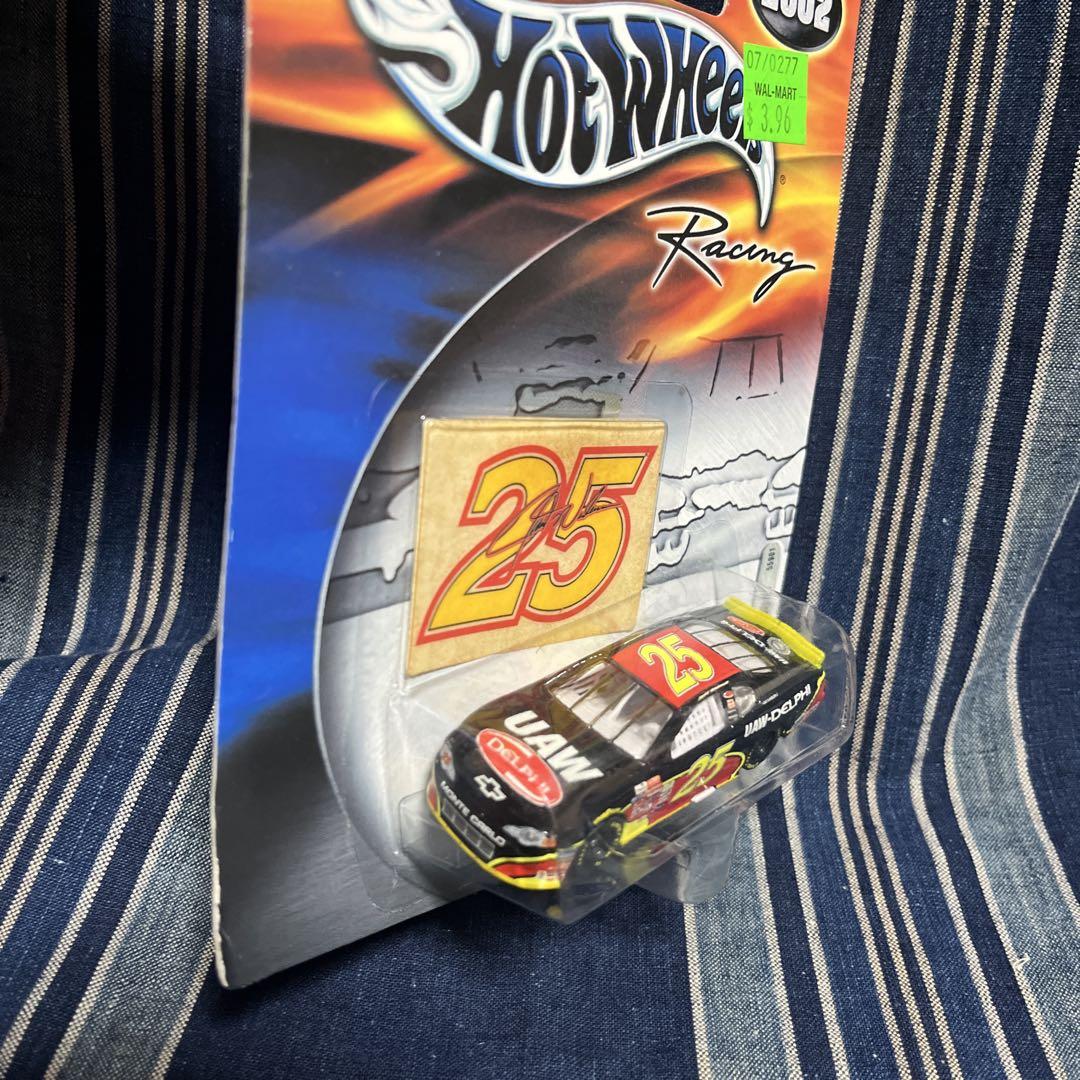 2002
HOT WHEELS
07/0277
WAL-MART
$ 3.96
Racing
25
25
UAW
DELPHI
MONTE CARLO
UAW-DELPHI
25